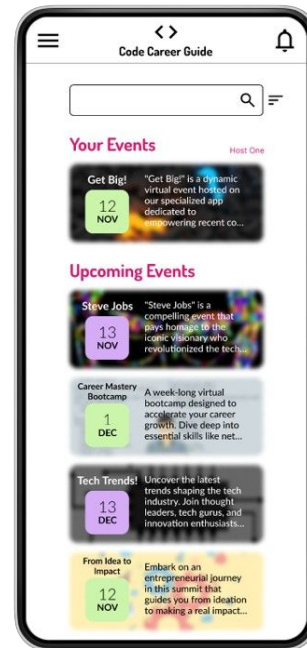 < >
Code Career Guide
Your Events
Host One
Get Big!
12
NOV
"Get Big!" is a dynamic
virtual event hosted on
our specialized app
dedicated to
empowering recent co...
Upcoming Events
Steve Jobs
13
NOV
"Steve Jobs" is a
compelling event that
pays homage to the
iconic visionary who
revolutionized the tech...
Career Mastery
Bootcamp
1
DEC
A week-long virtual
bootcamp designed to
accelerate your career
growth. Dive deep into
essential skills like net...
Tech Trends!
13
DEC
Uncover the latest
trends shaping the tech
industry. Join thought
leaders, tech gurus, and
innovation enthusiasts...
From Idea to
Impact
12
NOV
Embark on an
entrepreneurial journey
in this summit that
guides you from ideation
to making a real impact...